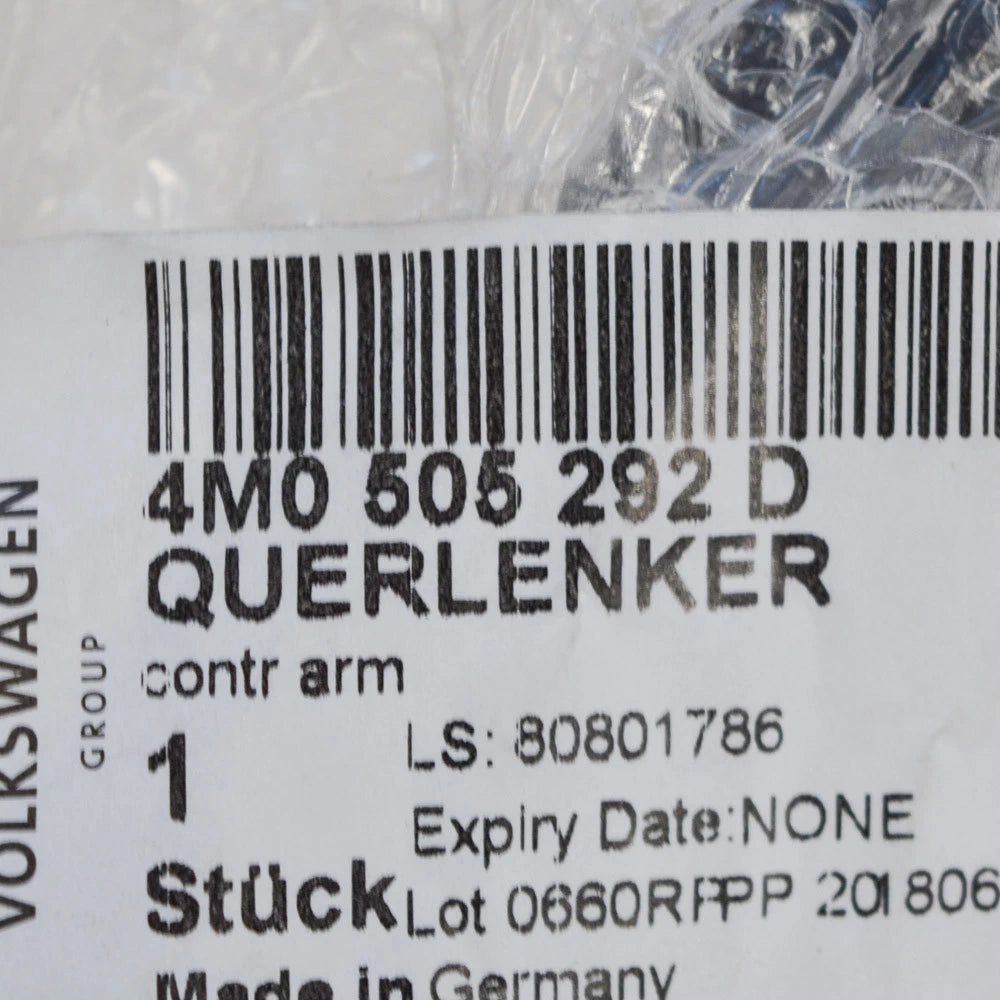 4M0 505 292 D
QUERLENKER
contr arm
1
LS: 80801786
Expiry Date:NONE
Stück
Lot 0660RPPP 201806
Made in Germany
VOLKSWAGEN
GROUP